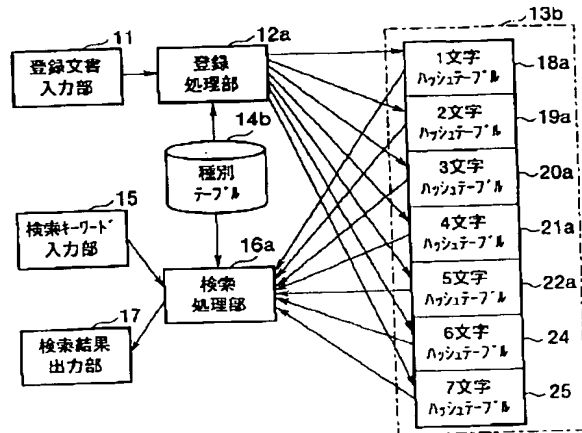 11
登録文書
入力部
12a
登録
処理部
14b
種別
テーブル
15
検索キーワード
入力部
16a
検索
処理部
17
検索結果
出力部
13b
1文字
ハッシュテーブル
18a
2文字
ハッシュテーブル
19a
3文字
ハッシュテーブル
20a
4文字
ハッシュテーブル
21a
5文字
ハッシュテーブル
22a
6文字
ハッシュテーブル
24
7文字
ハッシュテーブル
25